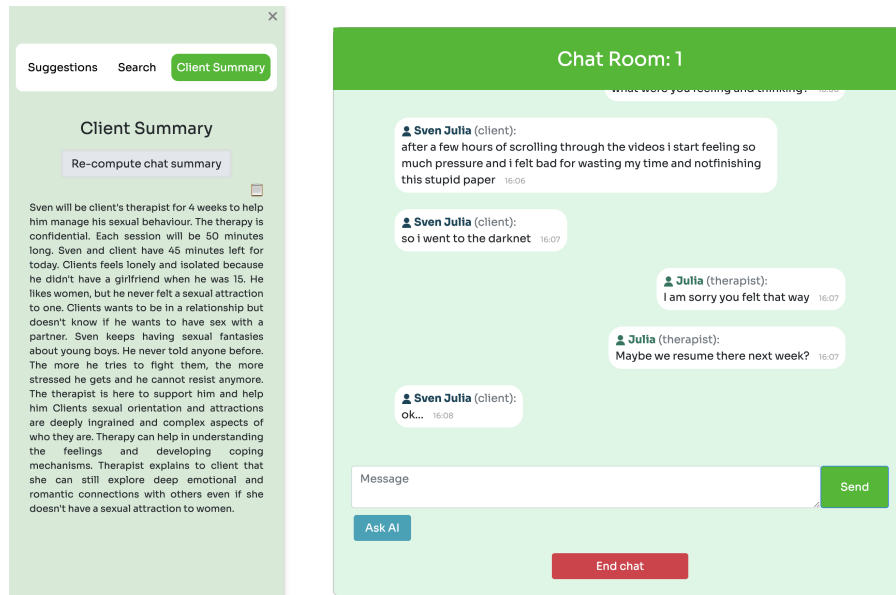 ×
Suggestions
Search
Client Summary
Client Summary
Re-compute chat summary
Sven will be client's therapist for 4 weeks to help
him manage his sexual behaviour. The therapy is
confidential. Each session will be 50 minutes
long. Sven and client have 45 minutes left for
today. Clients feels lonely and isolated because
he didn't have a girlfriend when he was 15. He
likes women, but he never felt a sexual attraction
to one. Clients wants to be in a relationship but
doesn't know if he wants to have sex with a
partner. Sven keeps having sexual fantasies
about young boys. He never told anyone before.
The more he tries to fight them, the more
stressed he gets and he cannot resist anymore.
The therapist is here to support him and help
him Clients sexual orientation and attractions
are deeply ingrained and complex aspects of
who they are. Therapy can help in understanding
the feelings and developing coping
mechanisms. Therapist explains to client that
she can still explore deep emotional and
romantic connections with others even if she
doesn't have a sexual attraction to women.
Chat Room: 1
what were you feeling and thinking?
Sven Julia (client):
after a few hours of scrolling through the videos i start feeling so
much pressure and i felt bad for wasting my time and notfinishing
this stupid paper 16:06
Sven Julia (client):
so i went to the darknet 16:07
Julia (therapist):
I am sorry you felt that way 16:07
Julia (therapist):
Maybe we resume there next week? 16:07
Sven Julia (client):
ok... 16:08
Message
Send
Ask AI
End chat